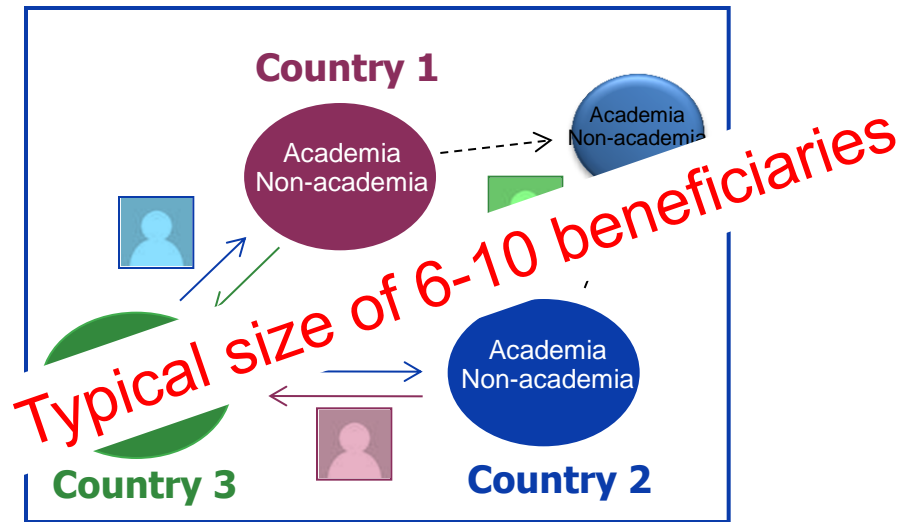 Country 1
Academia
Non-academia
Academia
Non-academia
Typical size of 6-10 beneficiaries
Academia
Non-academia
Country 2
Country 3